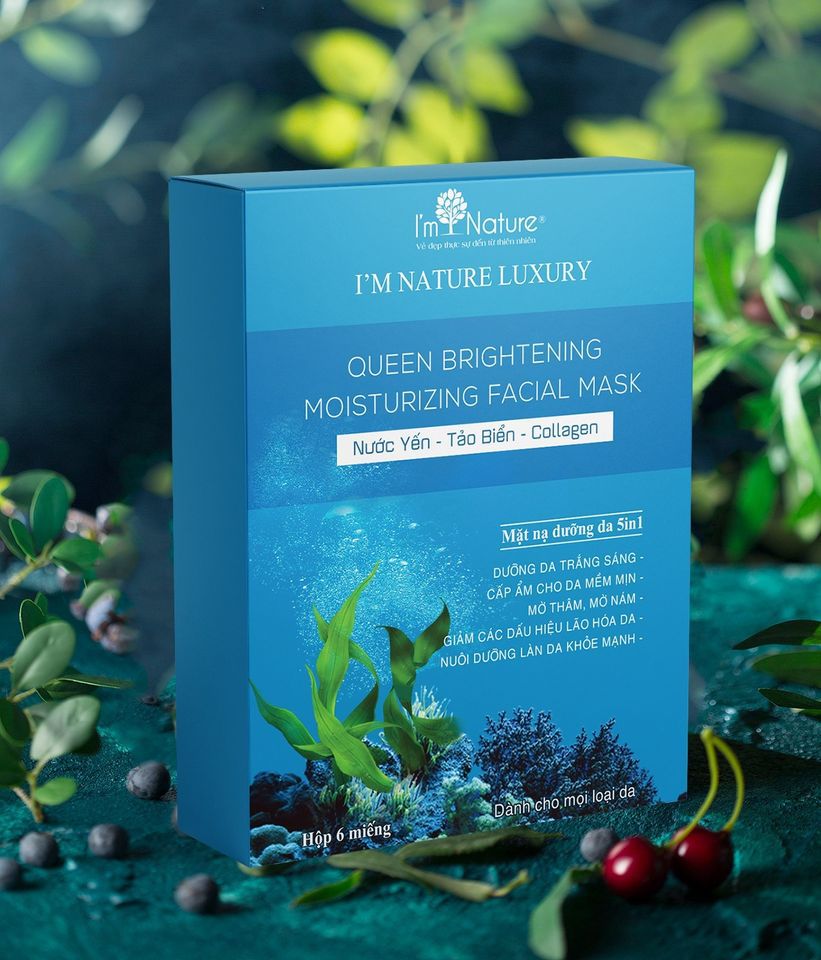 I'm Nature®
Vẻ đẹp thực sự đến từ thiên nhiên
I'M NATURE LUXURY
QUEEN BRIGHTENING
MOISTURIZING FACIAL MASK
Nước Yến - Tảo Biển - Collagen
Mặt nạ dưỡng da 5in1
DƯỠNG DA TRẮNG SÁNG -
CẤP ẨM CHO DA MỀM MỊN -
MỜ THÂM, MỜ NÁM -
GIẢM CÁC DẤU HIỆU LÃO HÓA DA -
NUÔI DƯỠNG LÀN DA KHỎE MẠNH -
Dành cho mọi loại da
Hộp 6 miếng